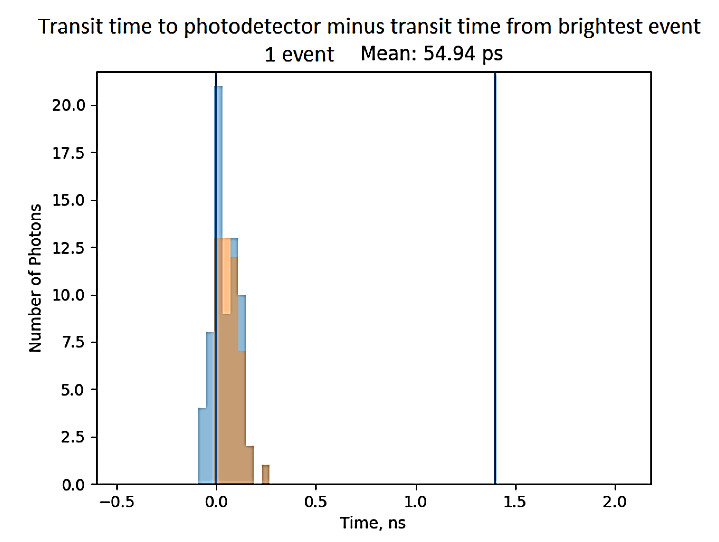 Transit time to photodetector minus transit time from brightest event
1 event Mean: 54.94 ps
20.0
17.5
15.0
12.5
10.0
7.5
5.0
2.5
0.0
Number of Photons
−0.5 0.0 0.5 1.0 1.5 2.0
Time, ns